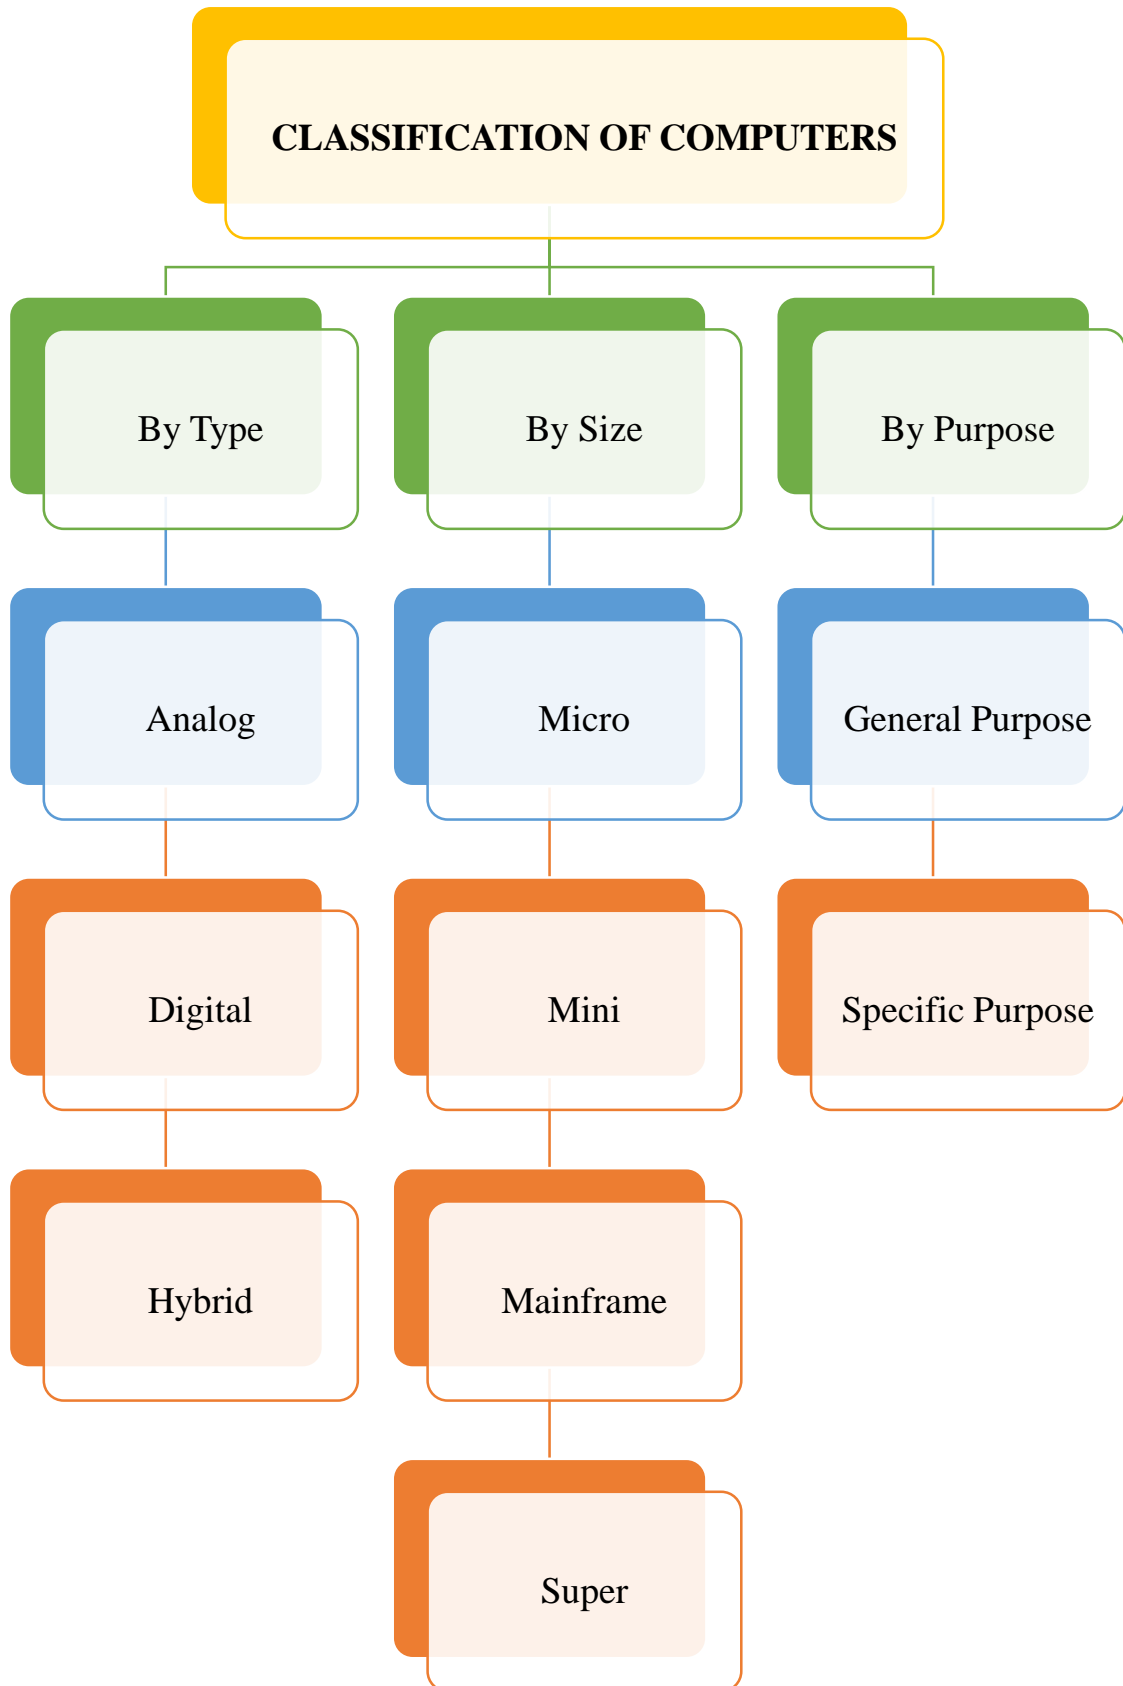 CLASSIFICATION OF COMPUTERS
By Type
By Size
By Purpose
Analog
Micro
General Purpose
Digital
Mini
Specific Purpose
Hybrid
Mainframe
Super